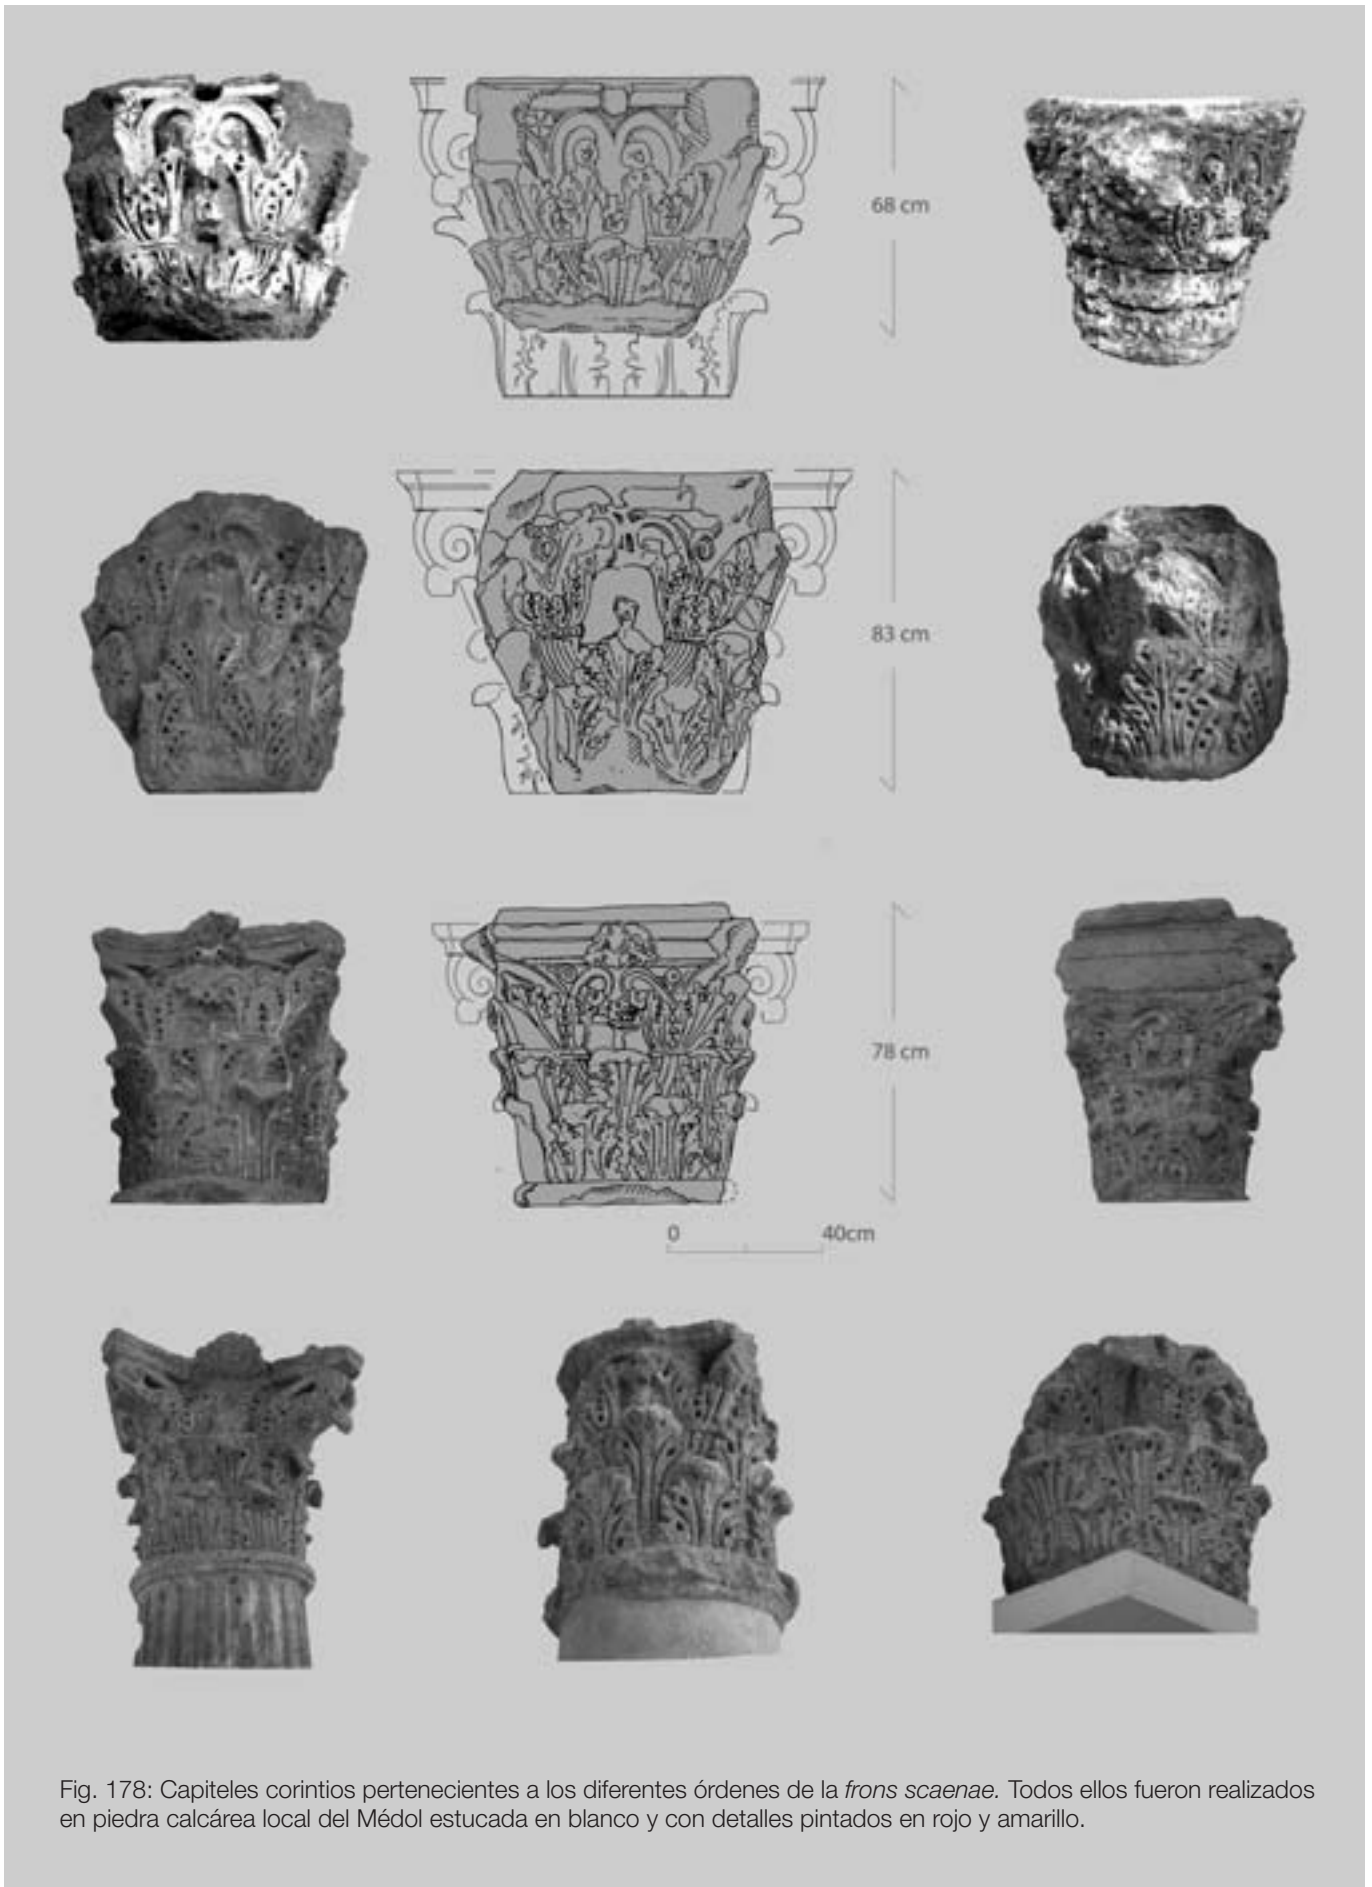 68 cm
83 cm
78 cm
0 40cm
Fig. 178: Capiteles corintios pertenecientes a los diferentes órdenes de la frons scaenae. Todos ellos fueron realizados
en piedra calcárea local del Médol estucada en blanco y con detalles pintados en rojo y amarillo.